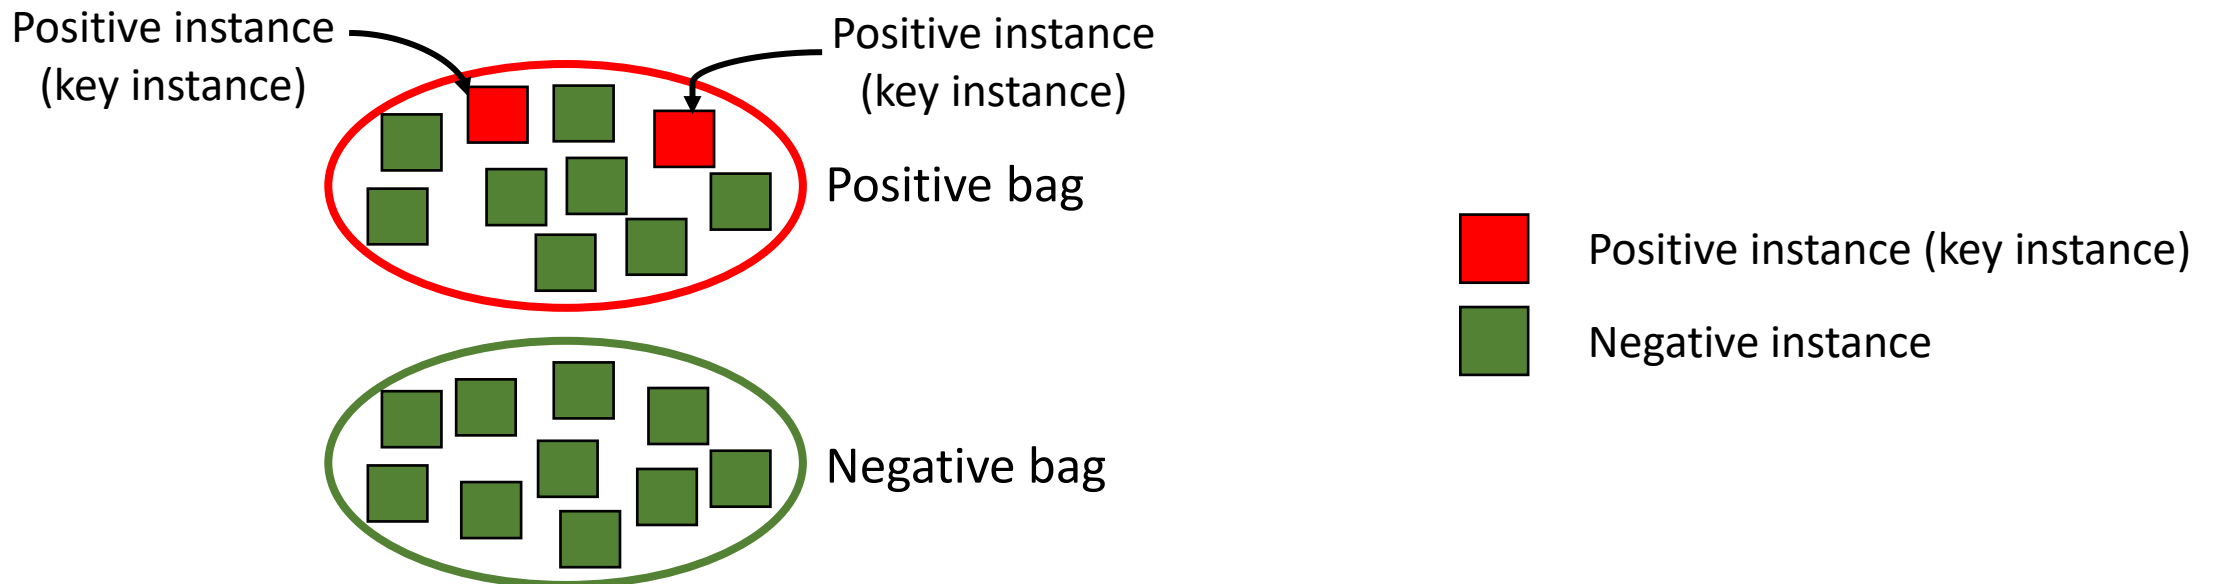 Positive instance
(key instance)
Positive instance
(key instance)
Positive bag
Negative bag
Positive instance (key instance)
Negative instance